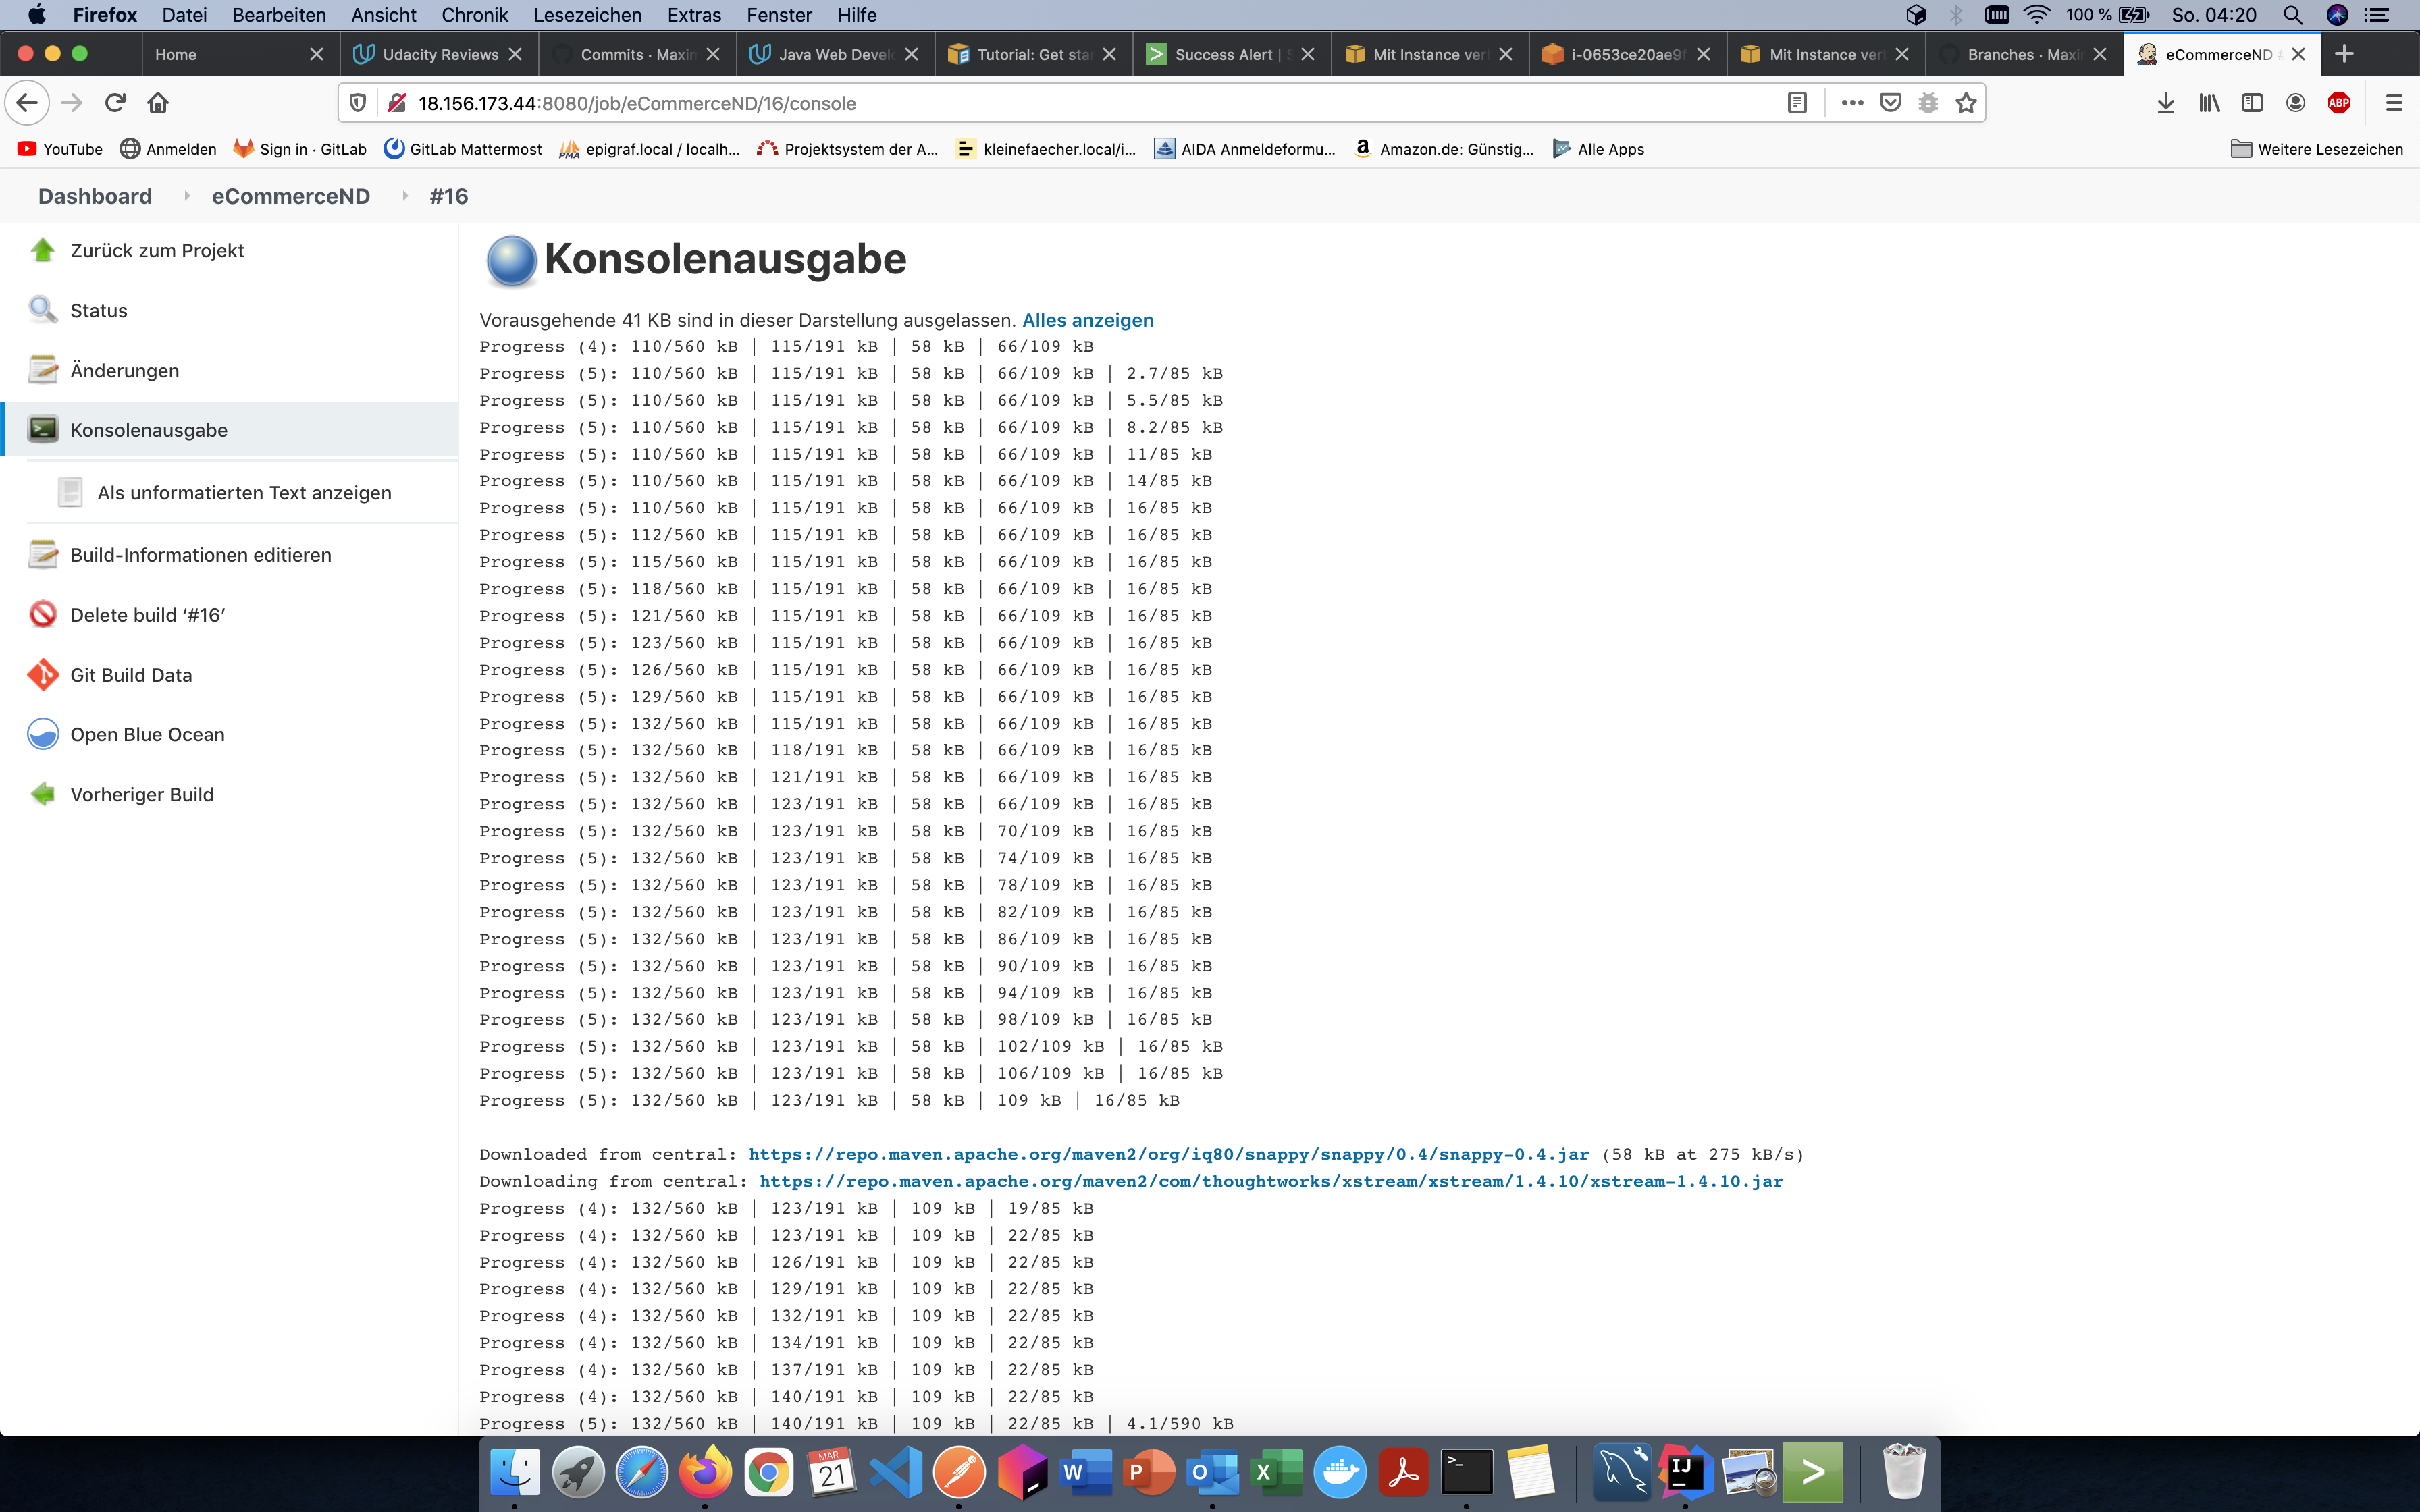 Firefox Datei Bearbeiten Ansicht Chronik Lesezeichen Extras Fenster Hilfe 100 % So. 04:20
Home Udacity Reviews Commits · Maxim Java Web Develo Tutorial: Get star Success Alert | S Mit Instance ver i-0653ce20ae9f Mit Instance ver Branches · Maxim eCommerceND #
18.156.173.44:8080/job/eCommerceND/16/console ABP
YouTube Anmelden Sign in · GitLab GitLab Mattermost PMA epigraf.local / localh... Projektsystem der A... kleinefaecher.local/i... AIDA Anmeldeformu... Amazon.de: Günstig... Alle Apps Weitere Lesezeichen
Dashboard eCommerceND #16
Zurück zum Projekt
Status
Änderungen
Konsolenausgabe
Als unformatierten Text anzeigen
Build-Informationen editieren
Delete build ‘#16’
Git Build Data
Open Blue Ocean
Vorheriger Build
Konsolenausgabe
Vorausgehende 41 KB sind in dieser Darstellung ausgelassen. Alles anzeigen
Progress (4): 110/560 kB | 115/191 kB | 58 kB | 66/109 kB
Progress (5): 110/560 kB | 115/191 kB | 58 kB | 66/109 kB | 2.7/85 kB
Progress (5): 110/560 kB | 115/191 kB | 58 kB | 66/109 kB | 5.5/85 kB
Progress (5): 110/560 kB | 115/191 kB | 58 kB | 66/109 kB | 8.2/85 kB
Progress (5): 110/560 kB | 115/191 kB | 58 kB | 66/109 kB | 11/85 kB
Progress (5): 110/560 kB | 115/191 kB | 58 kB | 66/109 kB | 14/85 kB
Progress (5): 110/560 kB | 115/191 kB | 58 kB | 66/109 kB | 16/85 kB
Progress (5): 112/560 kB | 115/191 kB | 58 kB | 66/109 kB | 16/85 kB
Progress (5): 115/560 kB | 115/191 kB | 58 kB | 66/109 kB | 16/85 kB
Progress (5): 118/560 kB | 115/191 kB | 58 kB | 66/109 kB | 16/85 kB
Progress (5): 121/560 kB | 115/191 kB | 58 kB | 66/109 kB | 16/85 kB
Progress (5): 123/560 kB | 115/191 kB | 58 kB | 66/109 kB | 16/85 kB
Progress (5): 126/560 kB | 115/191 kB | 58 kB | 66/109 kB | 16/85 kB
Progress (5): 129/560 kB | 115/191 kB | 58 kB | 66/109 kB | 16/85 kB
Progress (5): 132/560 kB | 115/191 kB | 58 kB | 66/109 kB | 16/85 kB
Progress (5): 132/560 kB | 118/191 kB | 58 kB | 66/109 kB | 16/85 kB
Progress (5): 132/560 kB | 121/191 kB | 58 kB | 66/109 kB | 16/85 kB
Progress (5): 132/560 kB | 123/191 kB | 58 kB | 66/109 kB | 16/85 kB
Progress (5): 132/560 kB | 123/191 kB | 58 kB | 70/109 kB | 16/85 kB
Progress (5): 132/560 kB | 123/191 kB | 58 kB | 74/109 kB | 16/85 kB
Progress (5): 132/560 kB | 123/191 kB | 58 kB | 78/109 kB | 16/85 kB
Progress (5): 132/560 kB | 123/191 kB | 58 kB | 82/109 kB | 16/85 kB
Progress (5): 132/560 kB | 123/191 kB | 58 kB | 86/109 kB | 16/85 kB
Progress (5): 132/560 kB | 123/191 kB | 58 kB | 90/109 kB | 16/85 kB
Progress (5): 132/560 kB | 123/191 kB | 58 kB | 94/109 kB | 16/85 kB
Progress (5): 132/560 kB | 123/191 kB | 58 kB | 98/109 kB | 16/85 kB
Progress (5): 132/560 kB | 123/191 kB | 58 kB | 102/109 kB | 16/85 kB
Progress (5): 132/560 kB | 123/191 kB | 58 kB | 106/109 kB | 16/85 kB
Progress (5): 132/560 kB | 123/191 kB | 58 kB | 109 kB | 16/85 kB
Downloaded from central: https://repo.maven.apache.org/maven2/org/iq80/snappy/snappy/0.4/snappy-0.4.jar (58 kB at 275 kB/s)
Downloading from central: https://repo.maven.apache.org/maven2/com/thoughtworks/xstream/xstream/1.4.10/xstream-1.4.10.jar
Progress (4): 132/560 kB | 123/191 kB | 109 kB | 19/85 kB
Progress (4): 132/560 kB | 123/191 kB | 109 kB | 22/85 kB
Progress (4): 132/560 kB | 126/191 kB | 109 kB | 22/85 kB
Progress (4): 132/560 kB | 129/191 kB | 109 kB | 22/85 kB
Progress (4): 132/560 kB | 132/191 kB | 109 kB | 22/85 kB
Progress (4): 132/560 kB | 134/191 kB | 109 kB | 22/85 kB
Progress (4): 132/560 kB | 137/191 kB | 109 kB | 22/85 kB
Progress (4): 132/560 kB | 140/191 kB | 109 kB | 22/85 kB
Progress (5): 132/560 kB | 140/191 kB | 109 kB | 22/85 kB | 4.1/590 kB
MÄR
21 W P O X >_ IJ >